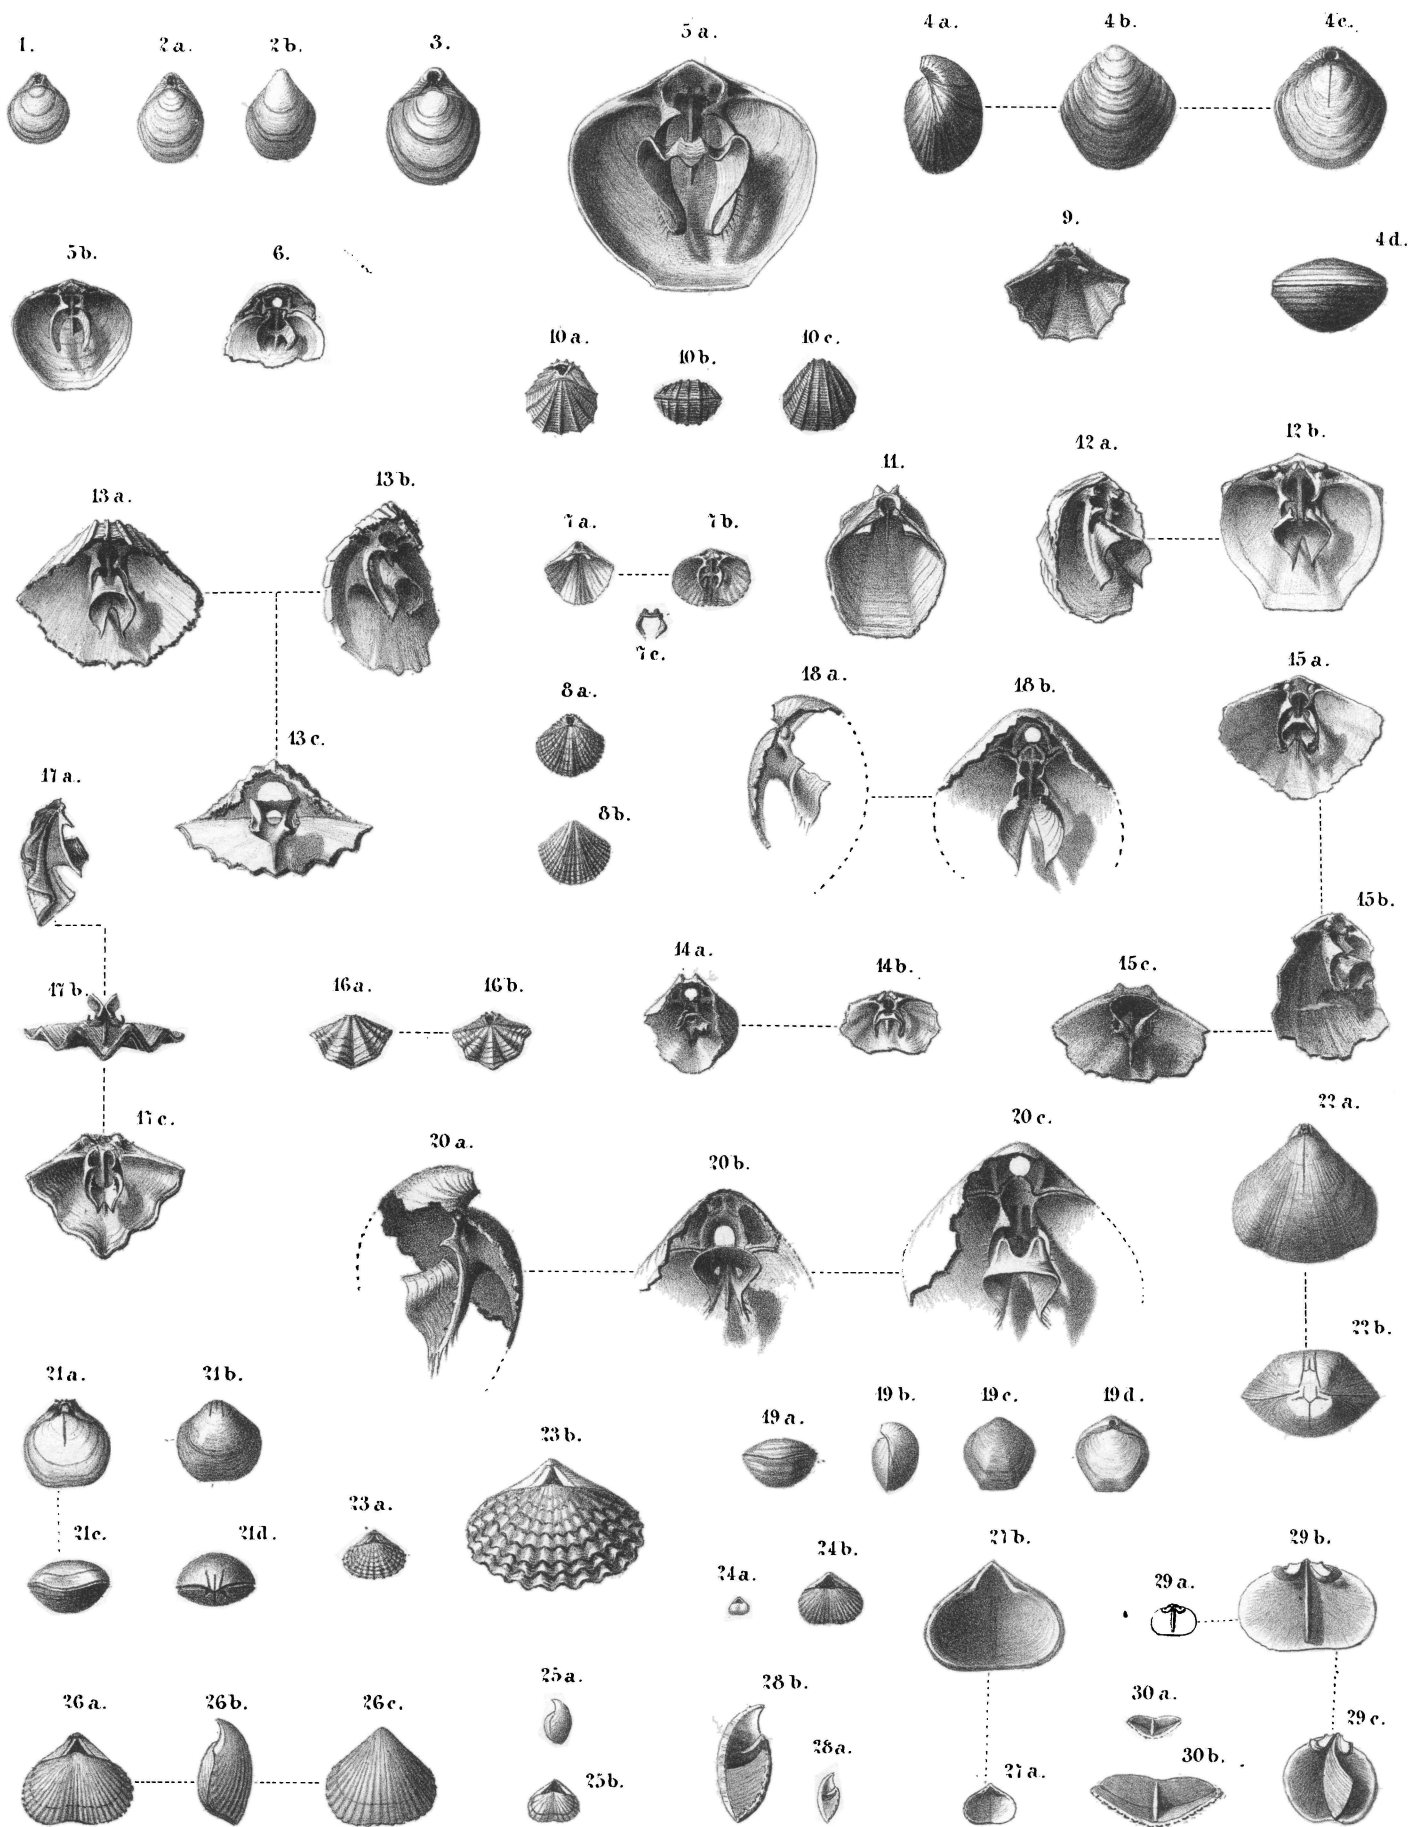 1.
2 a.
2 b.
3.
5 a.
4 a.
4 b.
4 c.
5 b.
6.
9.
4 d.
10 a.
10 b.
10 c.
13 a.
13 b.
11.
12 a.
12 b.
7 a.
7 b.
7 c.
13 c.
8 a.
8 b.
18 a.
18 b.
15 a.
17 a.
15 b.
17 b.
16 a.
16 b.
14 a.
14 b.
15 c.
17 c.
20 a.
20 b.
20 c.
22 a.
22 b.
21 a.
21 b.
23 b.
19 a.
19 b.
19 c.
19 d.
21 c.
21 d.
23 a.
24 a.
24 b.
27 b.
29 a.
29 b.
26 a.
26 b.
26 c.
25 a.
25 b.
28 b.
28 a.
27 a.
30 a.
30 b.
29 c.